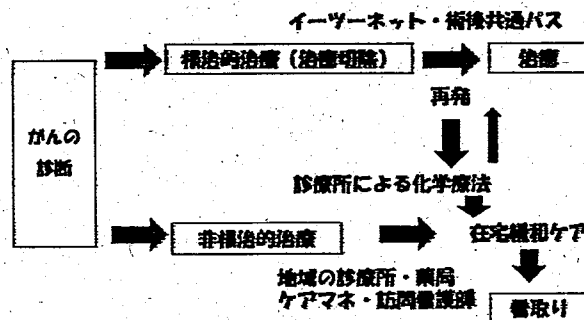 イーツーネット・術後共通パス
根治的治療（治癒切除）
治癒
再発
がんの
診断
診療所による化学療法
非根治的治療
在宅緩和ケア
地域の診療所・薬局
ケアマネ・訪問看護師
看取り